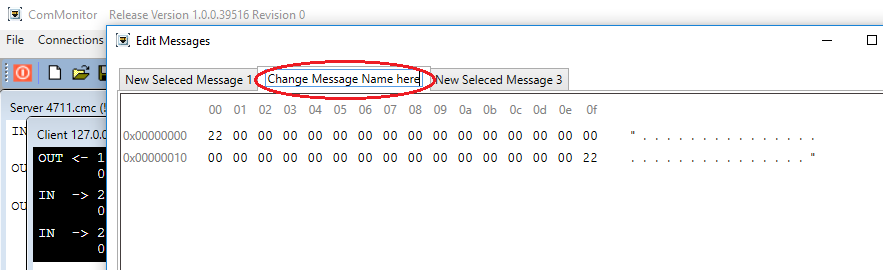 ComMonitor Release Version 1.0.0.39516 Revision 0
File Connections
Edit Messages
New Seleced Message 1 Change Message Name here New Seleced Message 3
Server 4711.cmc (!
Client 127.0.0
00 01 02 03 04 05 06 07 08 09 0a 0b 0c 0d 0e 0f
0x00000000 22 00 00 00 00 00 00 00 00 00 00 00 00 00 00 00 " . . . . . . . . . . . . . . .
0x00000010 00 00 00 00 00 00 00 00 00 00 00 00 00 00 00 22 . . . . . . . . . . . . . . . "
IN
OUT <- 1
0
OU
IN -> 2
0
OU
IN -> 2
0